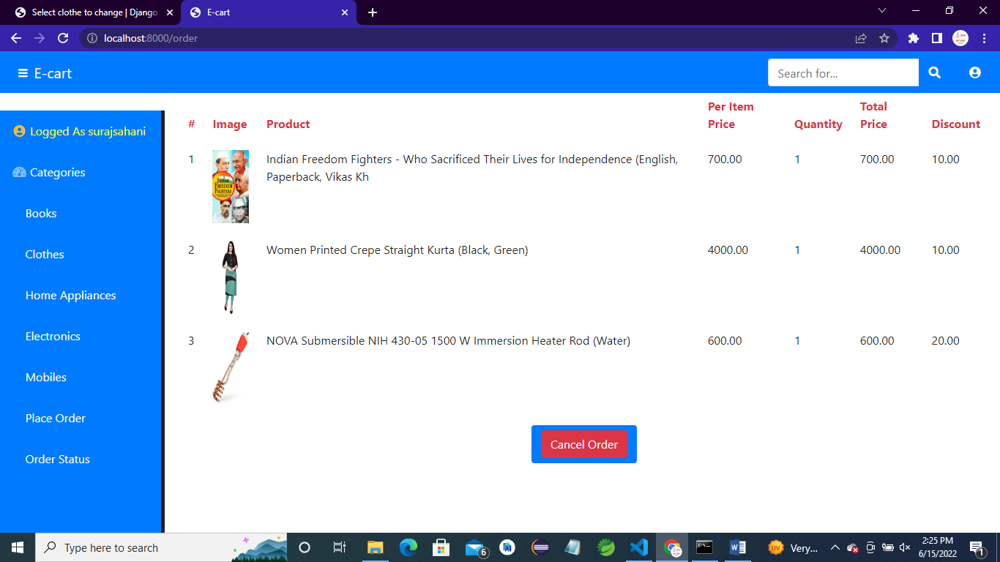 Select clothe to change | Django
E-cart
localhost:8000/order
E-cart
Search for...
Logged As surajsahani
Categories
Books
Clothes
Home Appliances
Electronics
Mobiles
Place Order
Order Status
# Image Product Per Item Price Quantity Total Price Discount
1 Indian Freedom Fighters - Who Sacrificed Their Lives for Independence (English, 700.00 1 700.00 10.00
Paperback, Vikas Kh
INDIAN
FREEDOM
FIGHTERS
2 Women Printed Crepe Straight Kurta (Black, Green) 4000.00 1 4000.00 10.00
3 NOVA Submersible NIH 430-05 1500 W Immersion Heater Rod (Water) 600.00 1 600.00 20.00
Cancel Order
Type here to search
6
UV
Very...
2:25 PM
6/15/2022
1